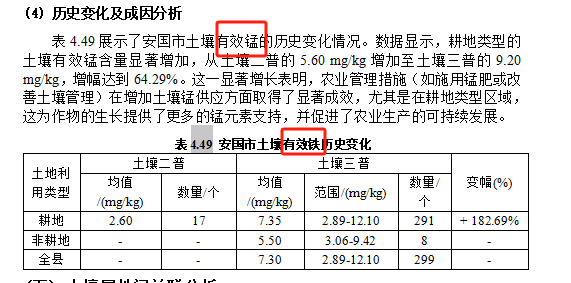 （4）历史变化及成因分析
表 4.49 展示了安国市土壤有效锰的历史变化情况。数据显示，耕地类型的
土壤有效锰含量显著增加，从土壤二普的 5.60 mg/kg 增加至土壤三普的 9.20
mg/kg，增幅达到 64.29%。这一显著增长表明，农业管理措施（如施用锰肥或改
善土壤管理）在增加土壤锰供应方面取得了显著成效，尤其是在耕地类型区域，
这为作物的生长提供了更多的锰元素支持，并促进了农业生产的可持续发展。
表 4.49 安国市土壤有效铁历史变化
土地利用类型 土壤二普 土壤三普 变幅(%)
均值/(mg/kg) 数量/个 均值/(mg/kg) 范围/(mg/kg) 数量/个
耕地 2.60 17 7.35 2.89-12.10 291 + 182.69%
非耕地 - - 5.50 3.06-9.42 8 -
全县 - - 7.30 2.89-12.10 299 -